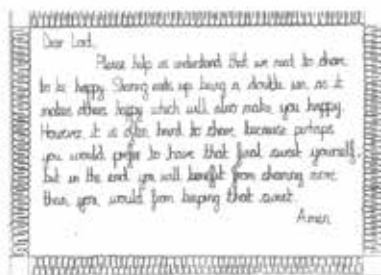 Dear Lord,
Please help us understand that we need to share
to be happy. Sharing ends up being a double win as it
makes others happy which will also make you happy.
However it is often hard to share because perhaps
you would prefer to have that final sweet yourself,
but in the end you will benefit from sharing more
than you would from keeping that sweet.
Amen